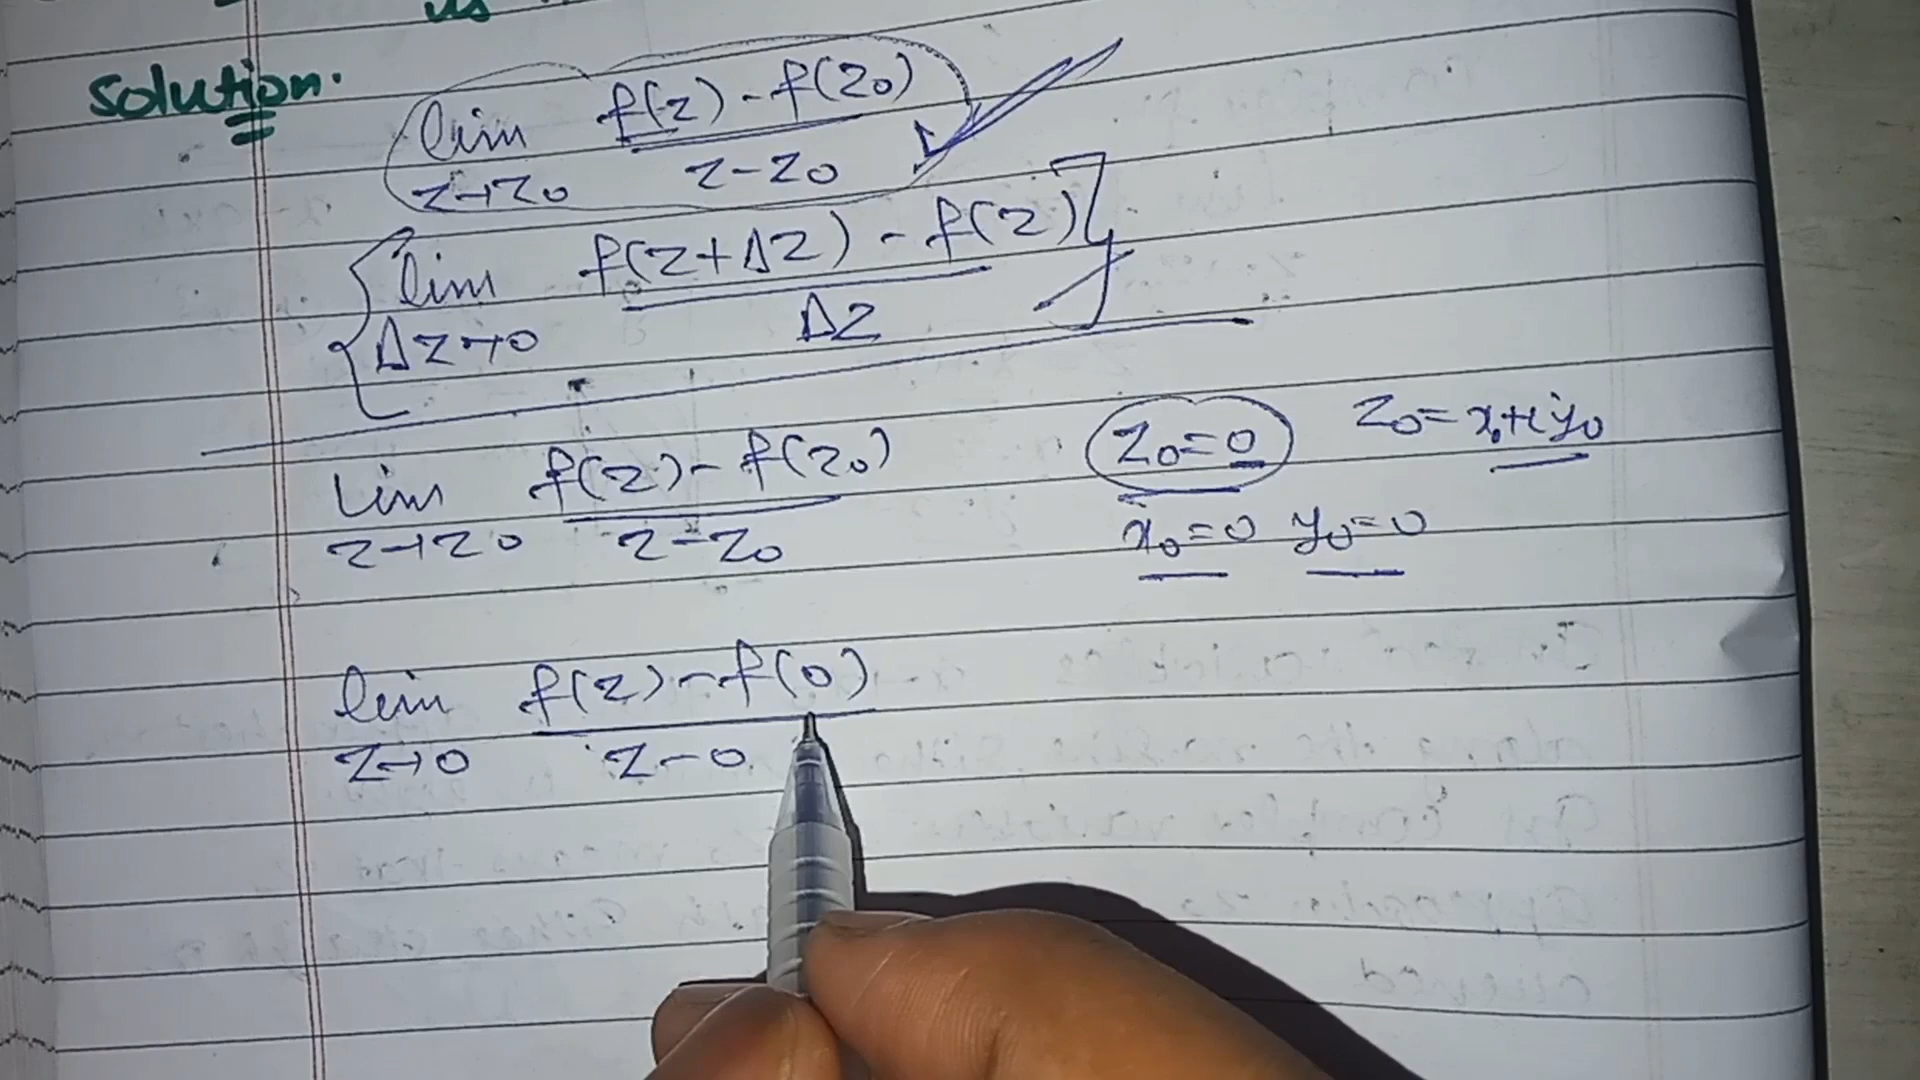 is
Solution.
lim f(z) - f(z₀)
z→z₀ z-z₀
{lim f(z+Δz) - f(z)}
Δz→0 Δz
lim f(z) - f(z₀)
z→z₀ z-z₀
z₀=0 z₀=x₀+iy₀
x₀=0 y₀=0
lim f(z) - f(0)
z→0 z-0